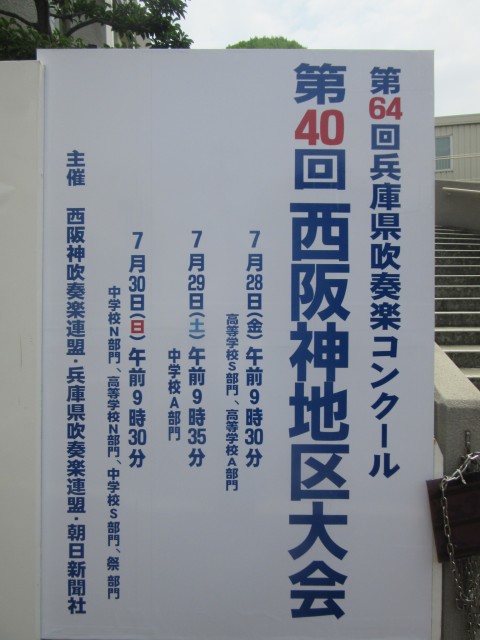 第64回兵庫県吹奏楽コンクール
第40回西阪神地区大会
7月28日(金)午前9時30分
高等学校S部門、高等学校A部門
7月29日(土)午前9時35分
中学校A部門
7月30日(日)午前9時30分
中学校N部門、高等学校N部門、中学校S部門、祭 部門
主催 西阪神吹奏楽連盟・兵庫県吹奏楽連盟・朝日新聞社